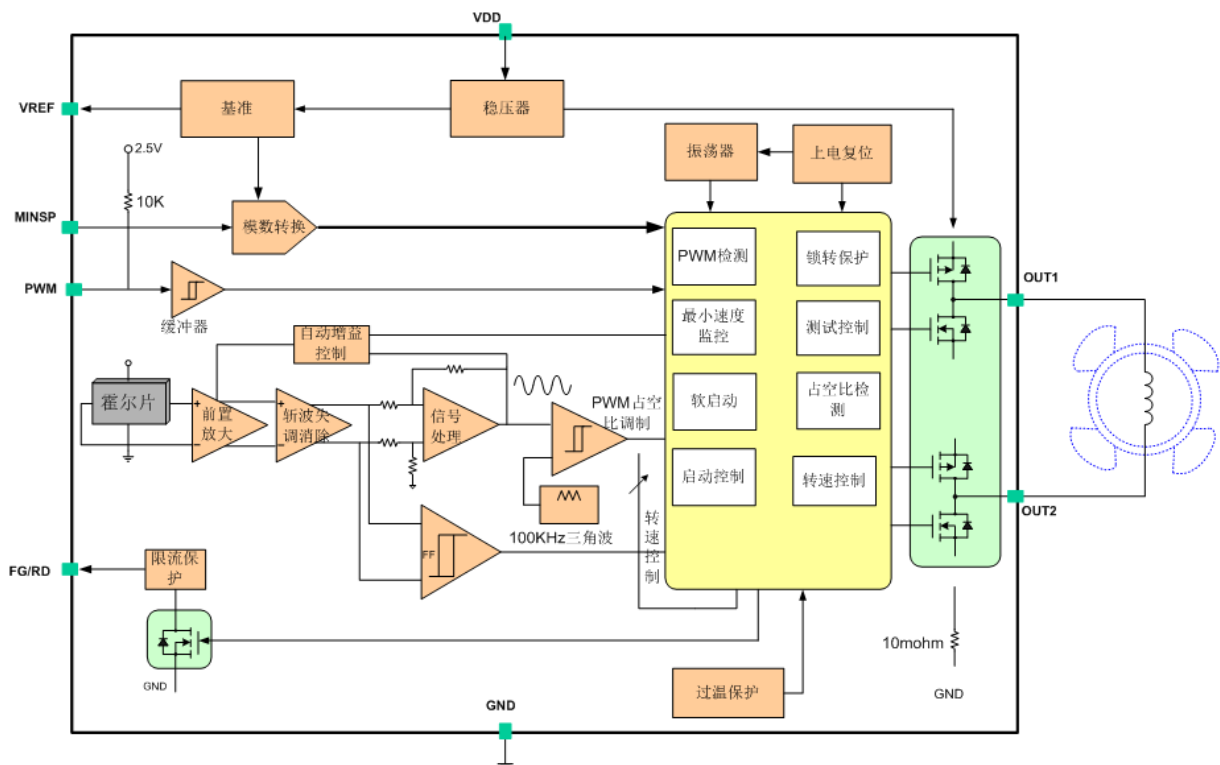 VDD
VREF
基准
稳压器
2.5V
10K
振荡器
上电复位
MINSP
模数转换
PWM检测
锁转保护
OUT1
PWM
缓冲器
最小速度
监控
测试控制
自动增益
控制
霍尔片
前置
放大
斩波失
调消除
信号
处理
PWM占空
比调制
软启动
占空比检
测
启动控制
转速控制
OUT2
100KHz三角波
转
速
控
制
FF
FG/RD
限流保
护
GND
10mohm
GND
过温保护
GND